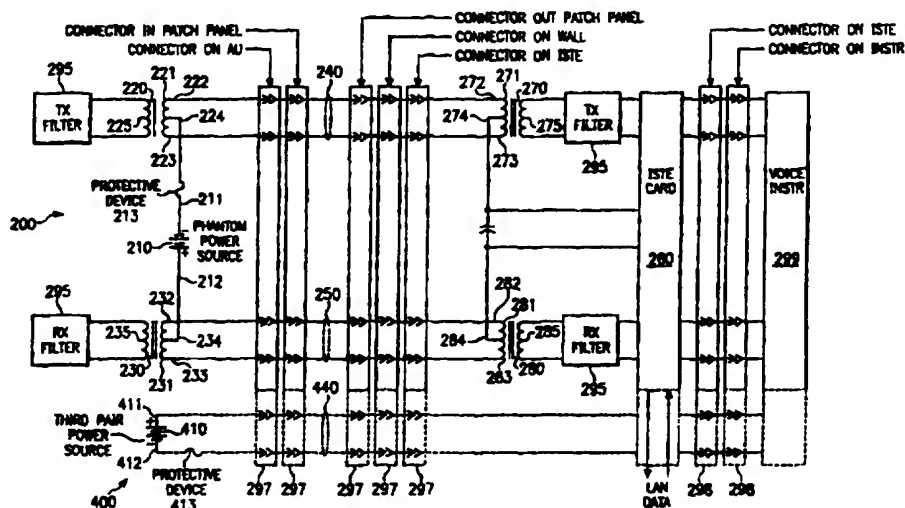 CONNECTOR IN PATCH PANEL
CONNECTOR ON AU
CONNECTOR OUT PATCH PANEL
CONNECTOR ON WALL
CONNECTOR ON ISTE
CONNECTOR ON ISTE
CONNECTOR ON INSTR
295
TX
FILTER
220
221
222
225
224
223
240
272
271
270
274
275
273
TX
FILTER
295
ISTE
CARD
VOICE
INSTR
299
PROTECTIVE
DEVICE
213
211
200
210
PHANTOM
POWER
SOURCE
212
295
RX
FILTER
232
235
234
230
231
233
250
282
281
284
285
283
280
RX
FILTER
295
440
411
THIRD PAIR
POWER
SOURCE
410
412
400
PROTECTIVE
DEVICE
413
297
297
297
297
297
LAN
DATA
298
298